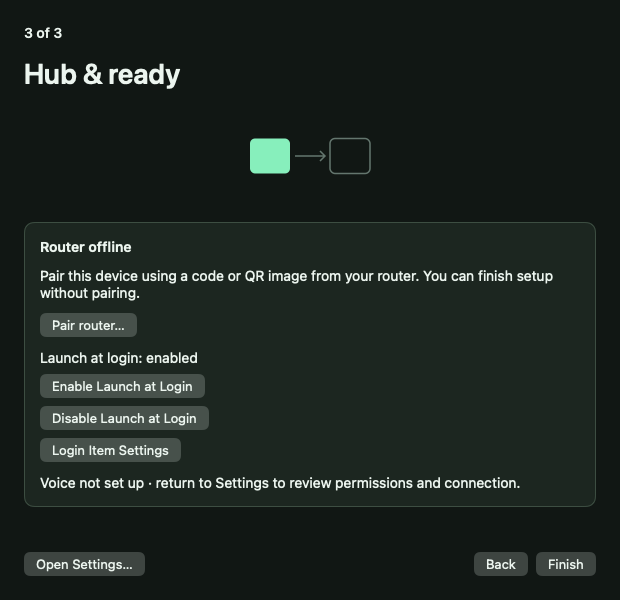 3 of 3
Hub & ready
Router offline
Pair this device using a code or QR image from your router. You can finish setup
without pairing.
Pair router...
Launch at login: enabled
Enable Launch at Login
Disable Launch at Login
Login Item Settings
Voice not set up · return to Settings to review permissions and connection.
Open Settings...
Back
Finish